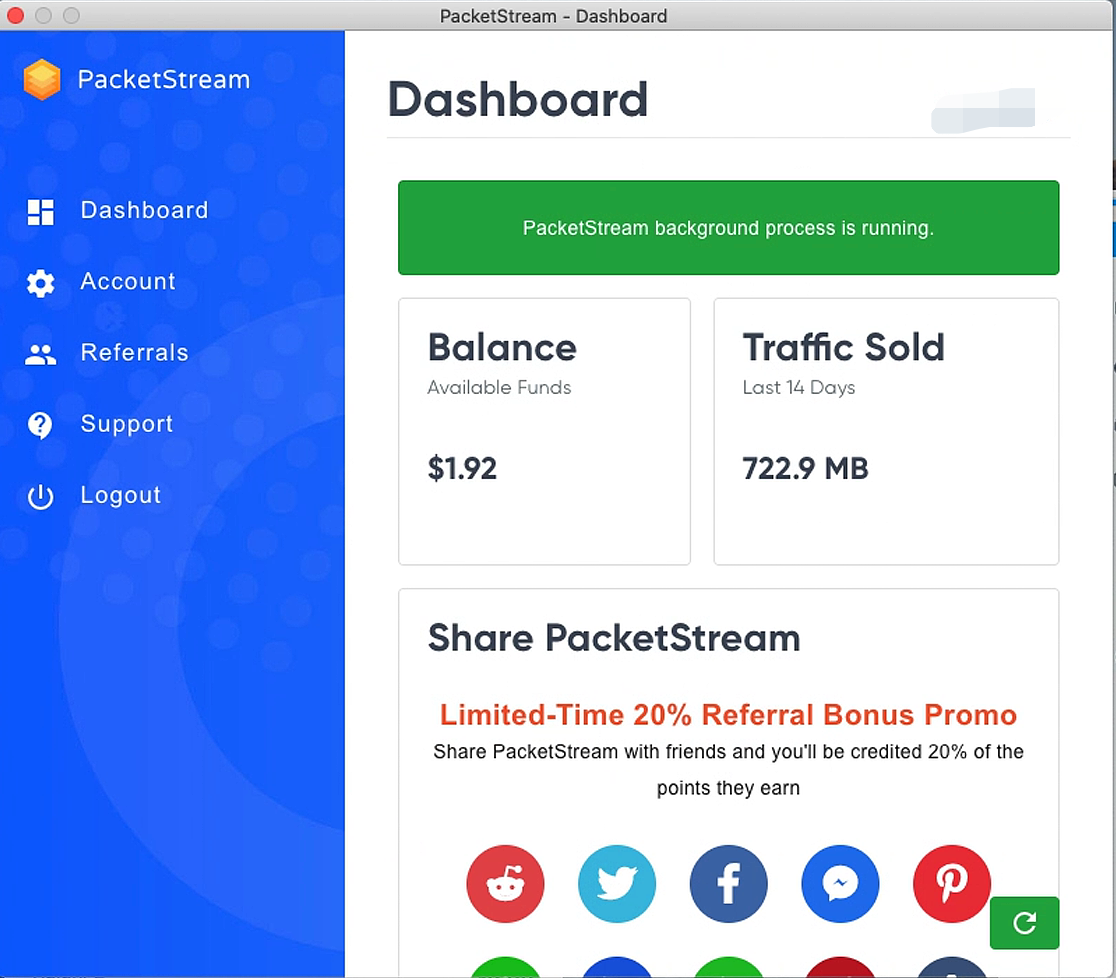 PacketStream - Dashboard
PacketStream
Dashboard
Account
Referrals
Support
Logout
Dashboard
PacketStream background process is running.
Balance
Available Funds
$1.92
Traffic Sold
Last 14 Days
722.9 MB
Share PacketStream
Limited-Time 20% Referral Bonus Promo
Share PacketStream with friends and you'll be credited 20% of the
points they earn